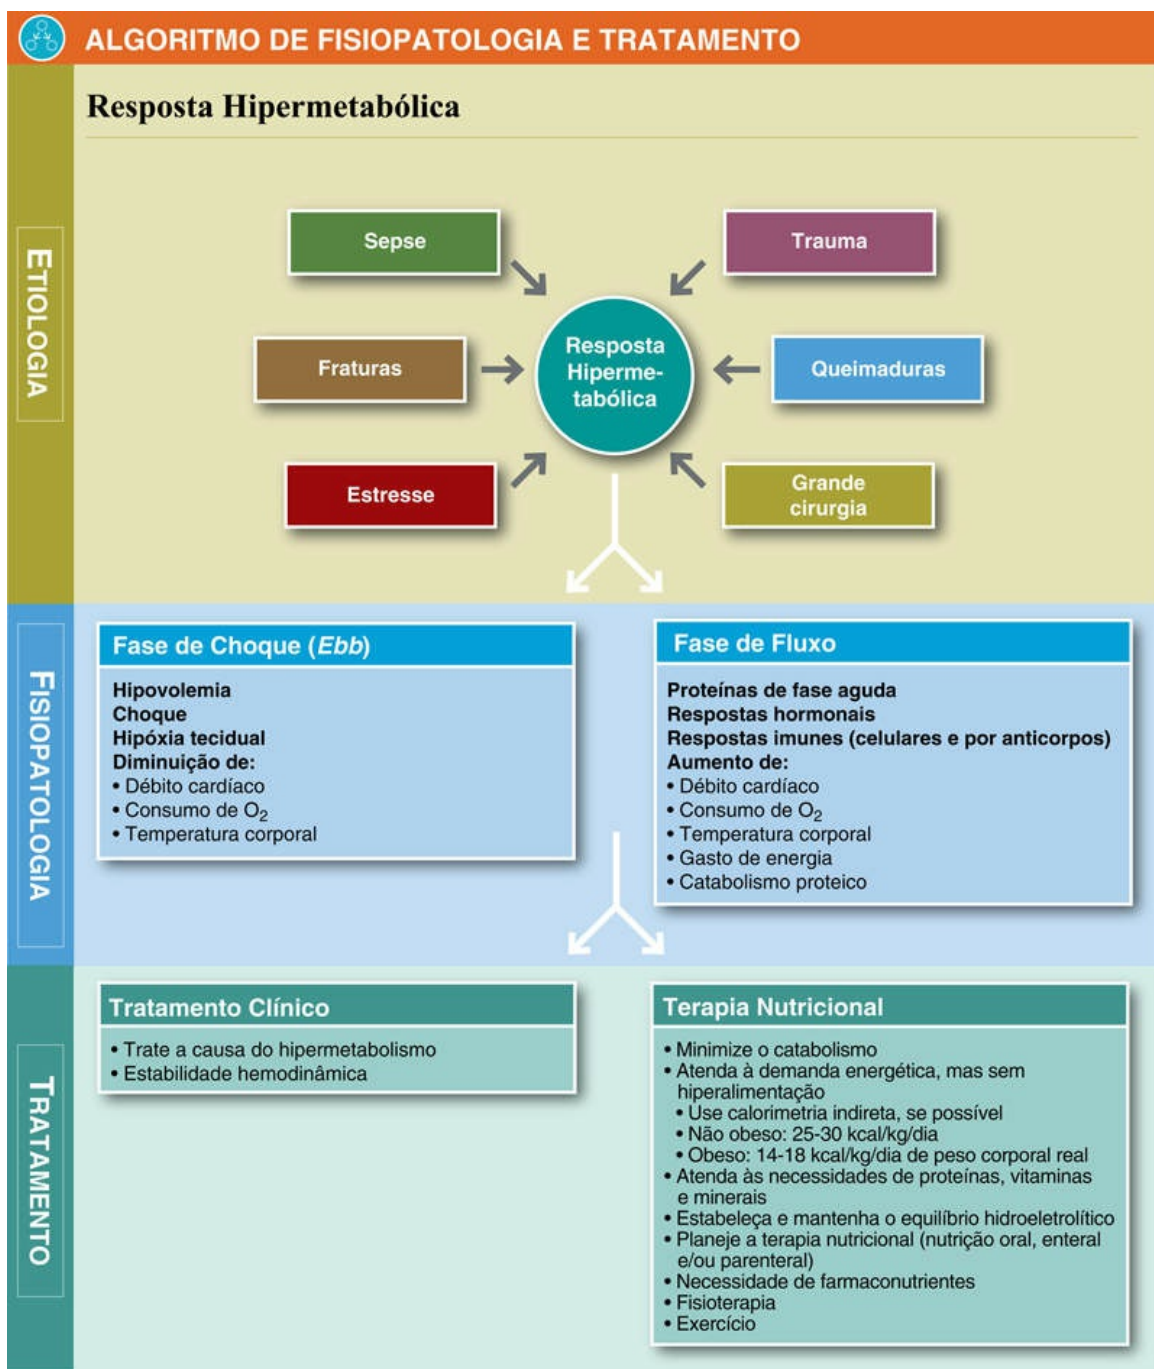 ALGORITMO DE FISIOPATOLOGIA E TRATAMENTO
Resposta Hipermetabólica
ETIOLOGIA
Sepse
Trauma
Fraturas
Resposta
Hiperme-
tabólica
Queimaduras
Estresse
Grande
cirurgia
FISIOPATOLOGIA
Fase de Choque (Ebb)
Hipovolemia
Choque
Hipóxia tecidual
Diminuição de:
• Débito cardíaco
• Consumo de O₂
• Temperatura corporal
Fase de Fluxo
Proteínas de fase aguda
Respostas hormonais
Respostas imunes (celulares e por anticorpos)
Aumento de:
• Débito cardíaco
• Consumo de O₂
• Temperatura corporal
• Gasto de energia
• Catabolismo proteico
TRATAMENTO
Tratamento Clínico
• Trate a causa do hipermetabolismo
• Estabilidade hemodinâmica
Terapia Nutricional
• Minimize o catabolismo
• Atenda à demanda energética, mas sem
hiperalimentação
• Use calorimetria indireta, se possível
• Não obeso: 25-30 kcal/kg/dia
• Obeso: 14-18 kcal/kg/dia de peso corporal real
• Atenda às necessidades de proteínas, vitaminas
e minerais
• Estabeleça e mantenha o equilíbrio hidroeletrolítico
• Planeje a terapia nutricional (nutrição oral, enteral
e/ou parenteral)
• Necessidade de farmaconutrientes
• Fisioterapia
• Exercício